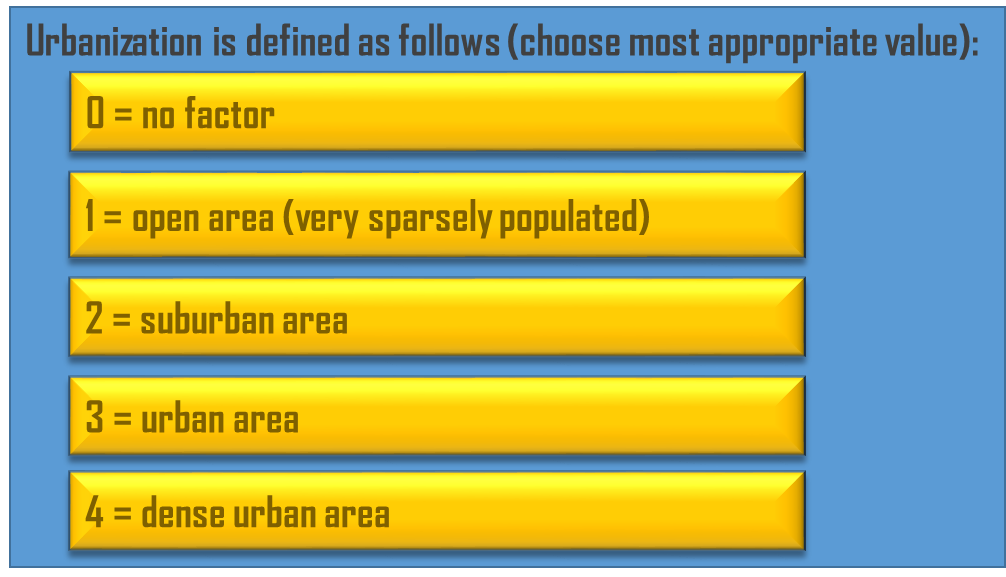 Urbanization is defined as follows (choose most appropriate value):
0 = no factor
1 = open area (very sparsely populated)
2 = suburban area
3 = urban area
4 = dense urban area